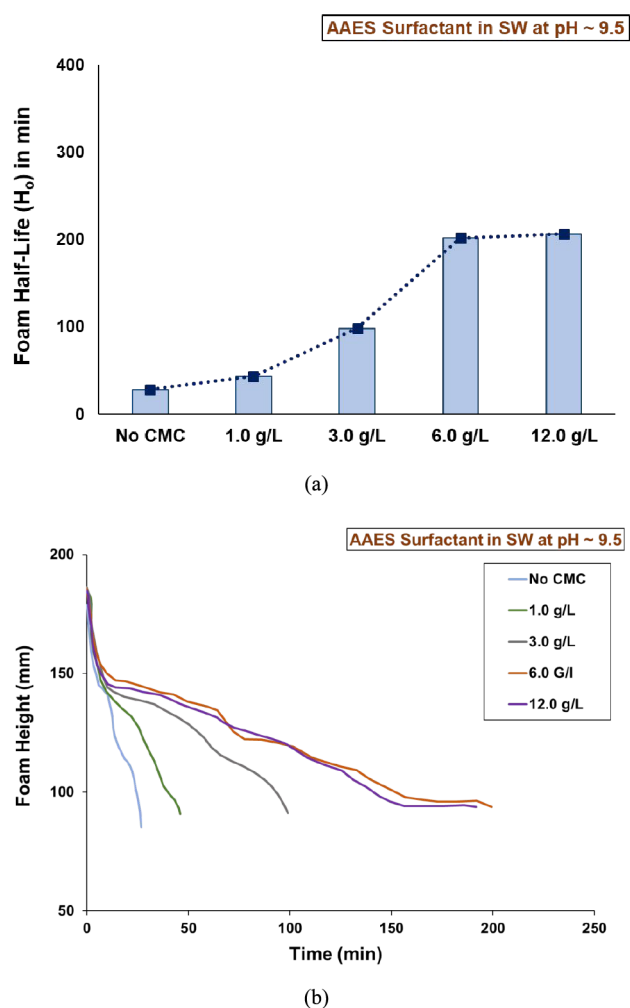 AAES Surfactant in SW at pH ~ 9.5
Foam Half-Life (Ho) in min
400
300
200
100
0
No CMC 1.0 g/L 3.0 g/L 6.0 g/L 12.0 g/L
(a)
AAES Surfactant in SW at pH ~ 9.5
Foam Height (mm)
200
150
100
50
No CMC
1.0 g/L
3.0 g/L
6.0 G/l
12.0 g/L
0 50 100 150 200 250
Time (min)
(b)